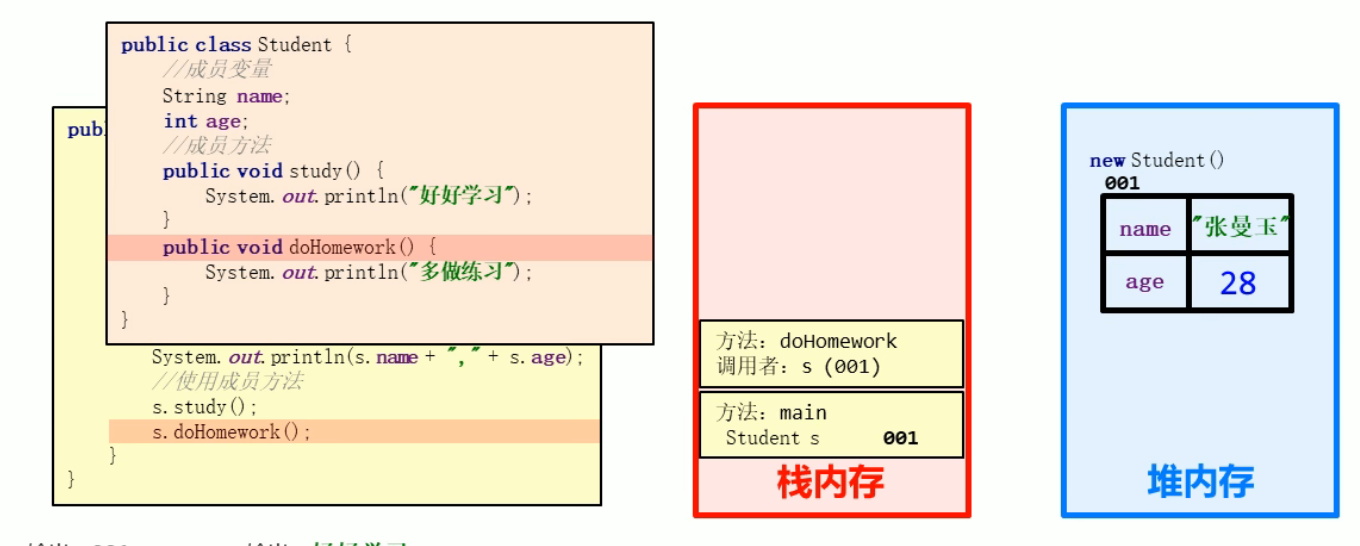 public class Student {
//成员变量
String name;
int age;
//成员方法
public void study() {
System.out.println("好好学习");
}
public void doHomework() {
System.out.println("多做练习");
}
}
System.out.println(s.name + "," + s.age);
//使用成员方法
s.study();
s.doHomework();
}
}
方法：doHomework
调用者：s (001)
方法：main
Student s 001
栈内存
new Student()
001
name "张曼玉"
age 28
堆内存